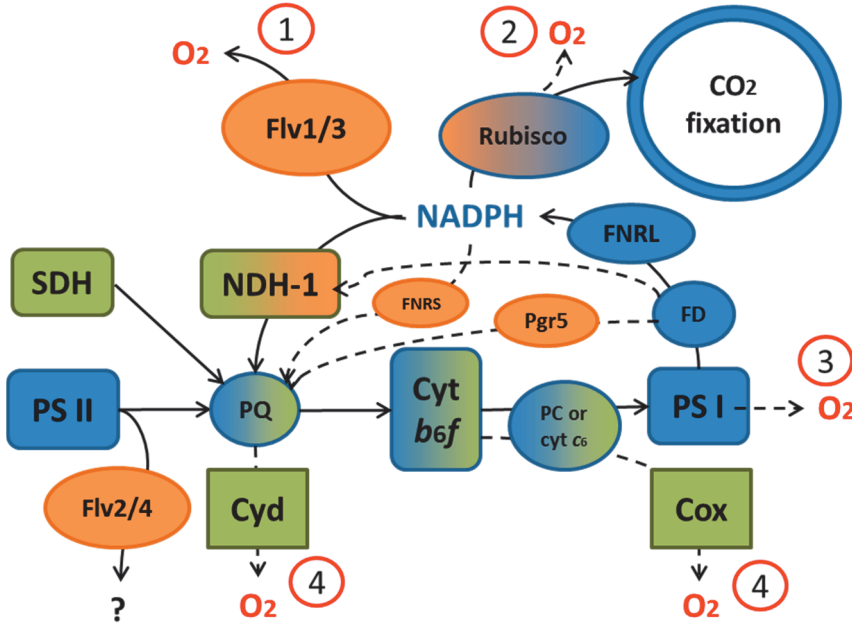 1
2
O2
O2
CO2
fixation
Flv1/3
Rubisco
NADPH
FNRL
SDH
NDH-1
FNRS
Pgr5
FD
3
PS II
PQ
Cyt
b6f
PC or
cyt c6
PS I
O2
Flv2/4
Cyd
Cox
?
4
O2
O2
4